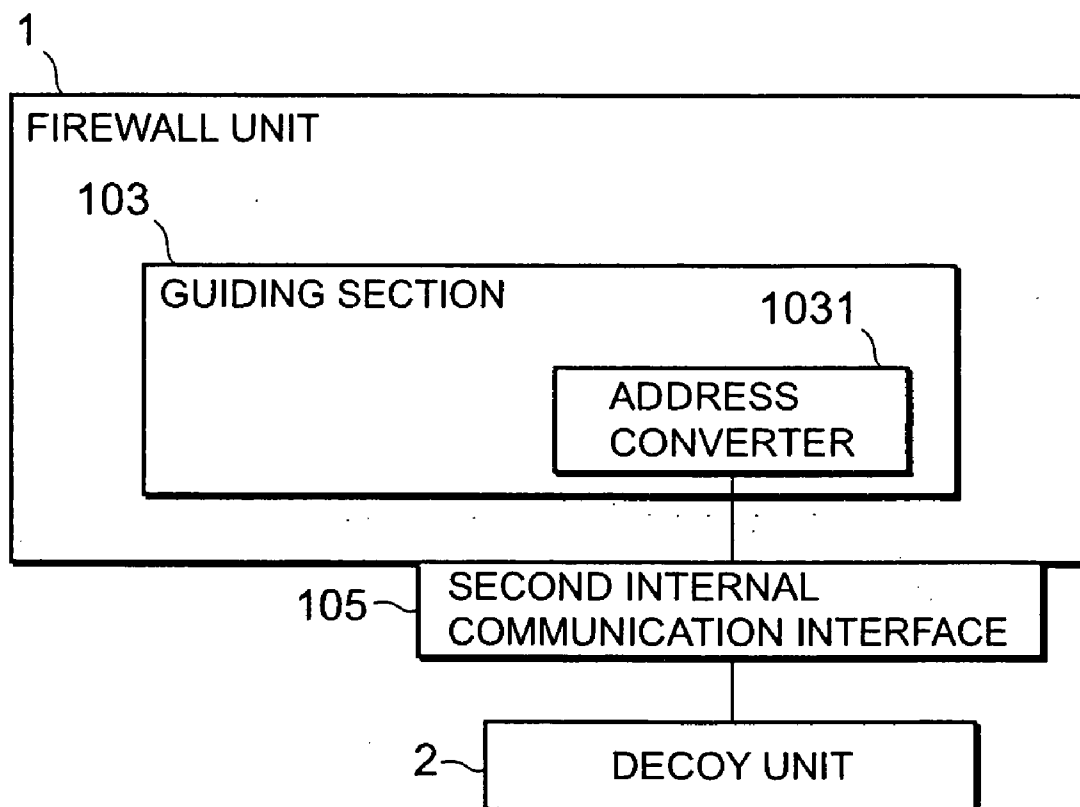 1
FIREWALL UNIT
103
GUIDING SECTION
1031
ADDRESS
CONVERTER
105
SECOND INTERNAL
COMMUNICATION INTERFACE
2
DECOY UNIT